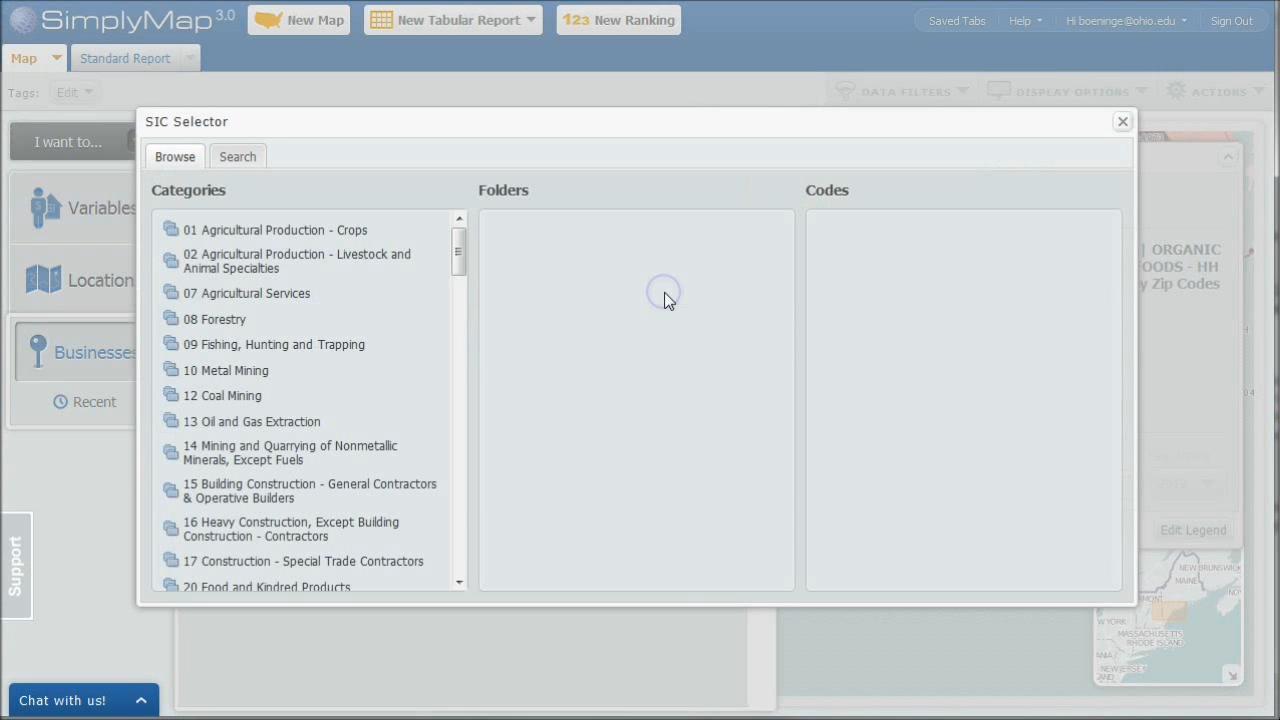 SimplyMap 3.0
New Map
New Tabular Report
123 New Ranking
Saved Tabs
Help
Hi boeninge@ohio.edu
Sign Out
Map
Standard Report
Tags:
Edit
DATA FILTERS
DISPLAY OPTIONS
ACTIONS
I want to...
Variables
Location
Businesses
Recent
SIC Selector
Browse
Search
Categories
01 Agricultural Production - Crops
02 Agricultural Production - Livestock and
Animal Specialties
07 Agricultural Services
08 Forestry
09 Fishing, Hunting and Trapping
10 Metal Mining
12 Coal Mining
13 Oil and Gas Extraction
14 Mining and Quarrying of Nonmetallic
Minerals, Except Fuels
15 Building Construction - General Contractors
& Operative Builders
16 Heavy Construction, Except Building
Construction - Contractors
17 Construction - Special Trade Contractors
20 Food and Kindred Products
Folders
Codes
| ORGANIC
FOODS - HH
y Zip Codes
Edit Legend
NEW BRUNSWICK
MAINE
MASSACHUSETTS
RHODE ISLAND
NEW JERSEY
Support
Chat with us!